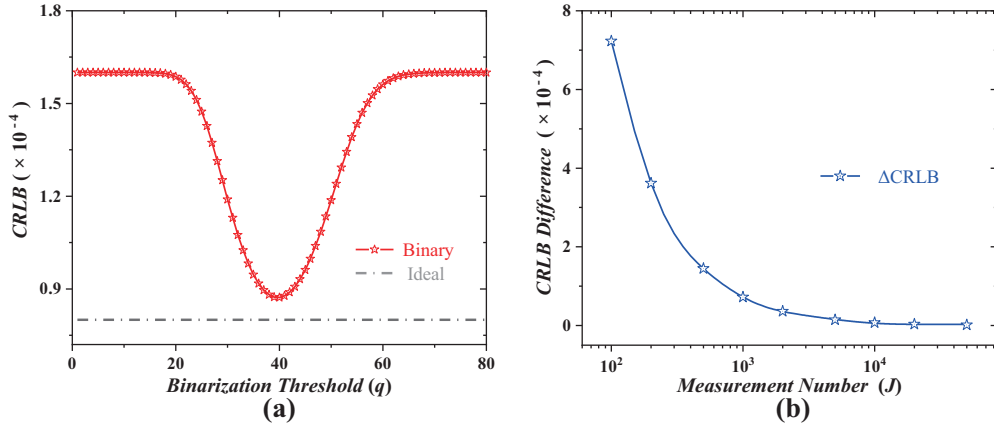 1.8
1.5
1.2
0.9
CRLB ( × 10⁻⁴ )
Binary
Ideal
0 20 40 60 80
Binarization Threshold (q)
(a)
(b)
8
6
4
2
0
CRLB Difference ( × 10⁻⁴ )
ΔCRLB
10² 10³ 10⁴
Measurement Number (J)
(b)